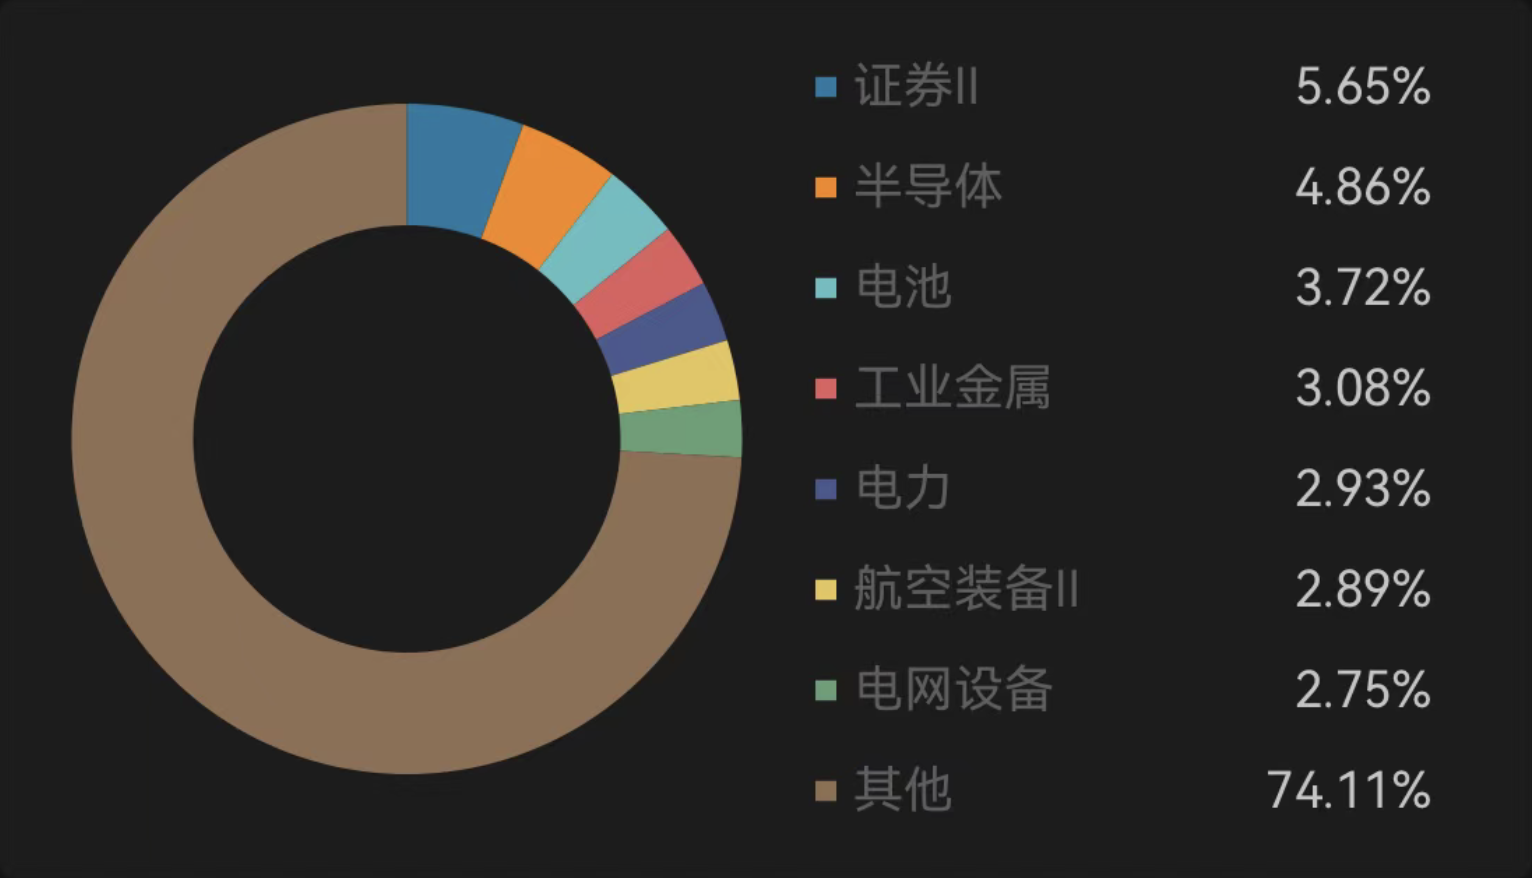 证券II 5.65%
半导体 4.86%
电池 3.72%
工业金属 3.08%
电力 2.93%
航空装备II 2.89%
电网设备 2.75%
其他 74.11%